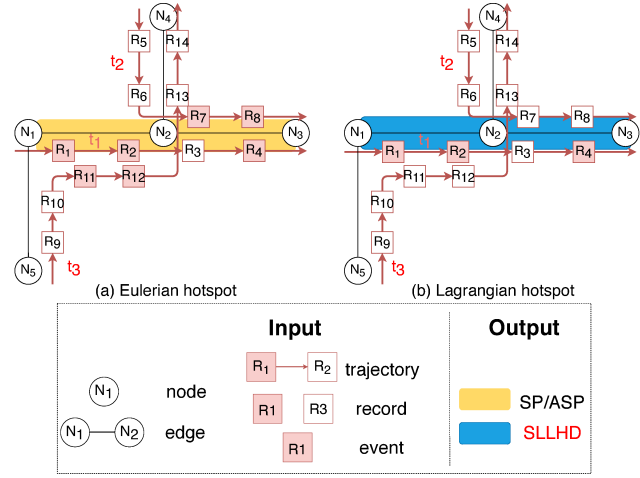 N4
R5
R14
t2
R6
R13
R7
R8
N1
N2
N3
t1
R1
R2
R3
R4
R11
R12
R10
R9
N5
t3
(a) Eulerian hotspot
N4
R5
R14
t2
R6
R13
R7
R8
N1
N2
N3
t1
R1
R2
R3
R4
R11
R12
R10
R9
N5
t3
(b) Lagrangian hotspot
Input
Output
R1 R2 trajectory
N1 node
R1 R3 record
SP/ASP
N1 N2 edge
SLLHD
R1 event